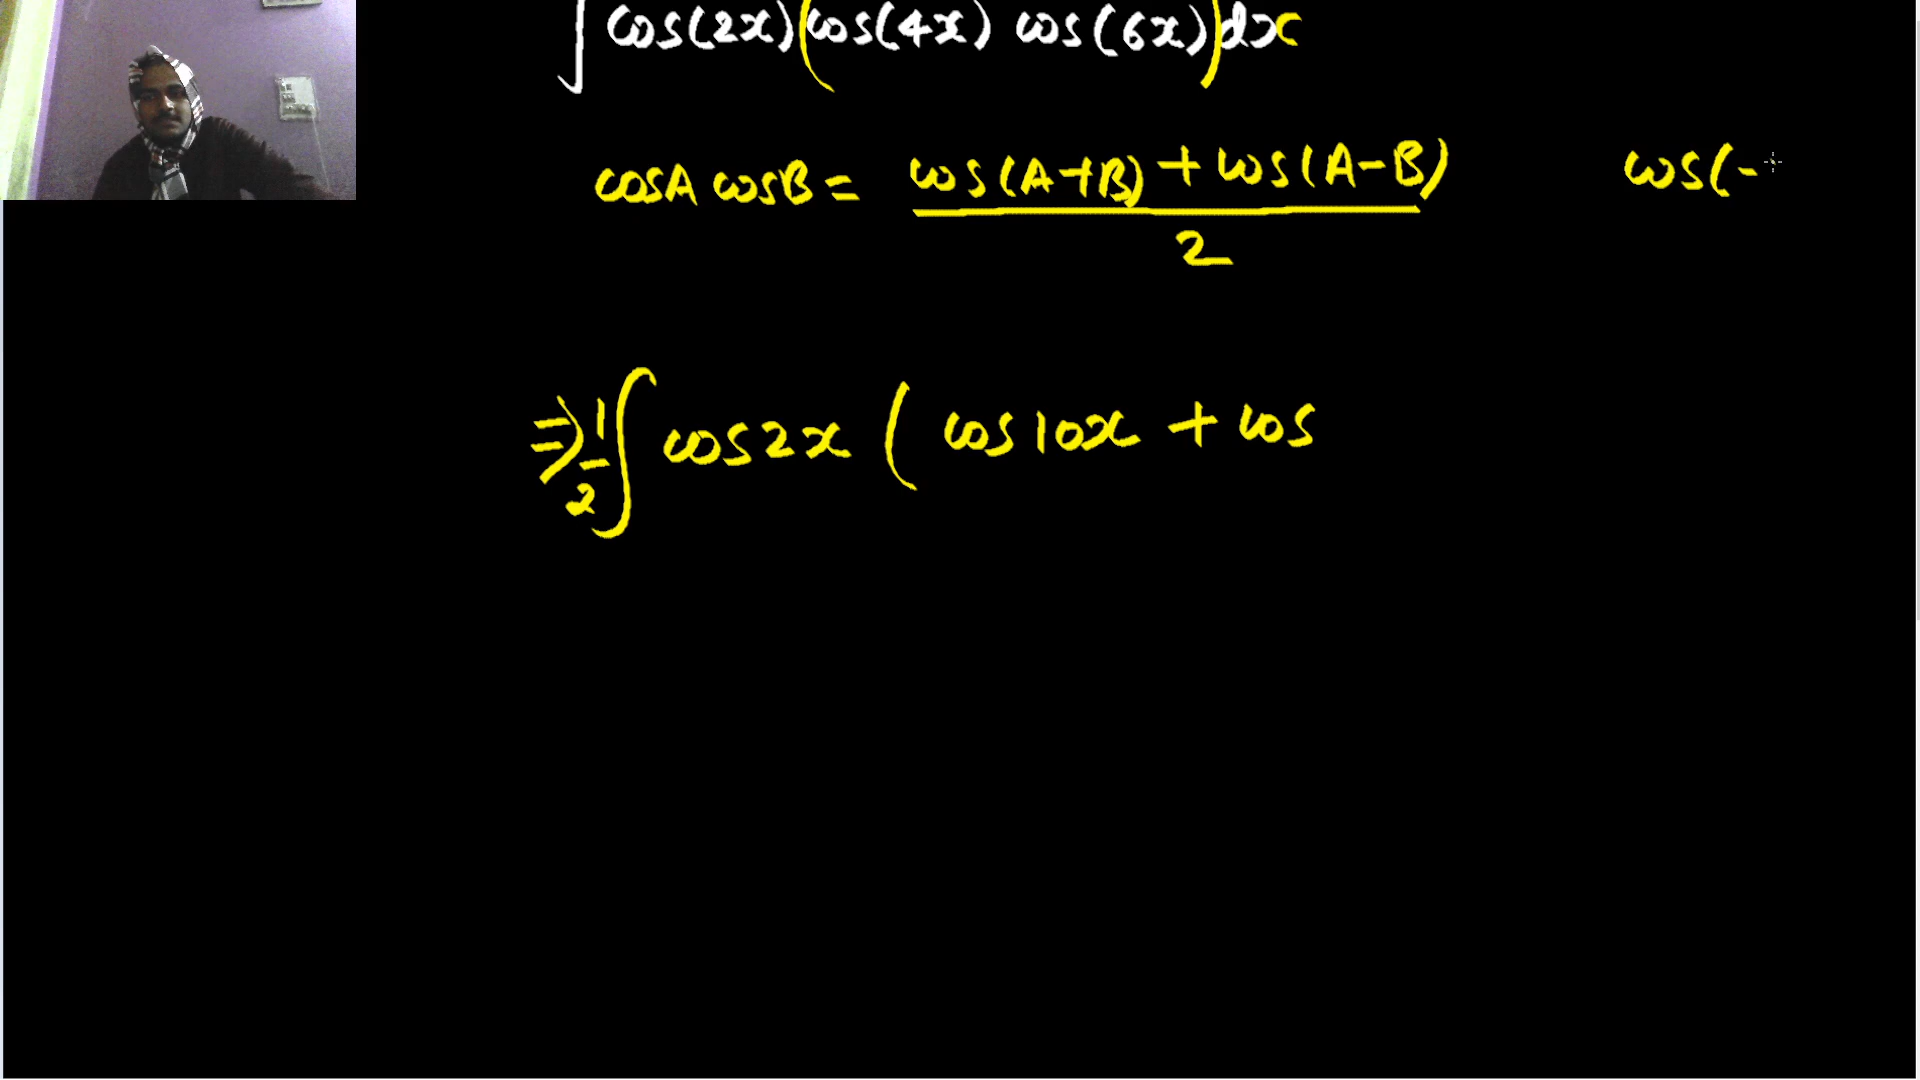 ∫ cos(2x)(cos(4x) cos(6x))dx
cosA cosB = cos(A+B) + cos(A-B) cos(-
2
⇒ 1/2 ∫ cos2x ( cos10x + cos